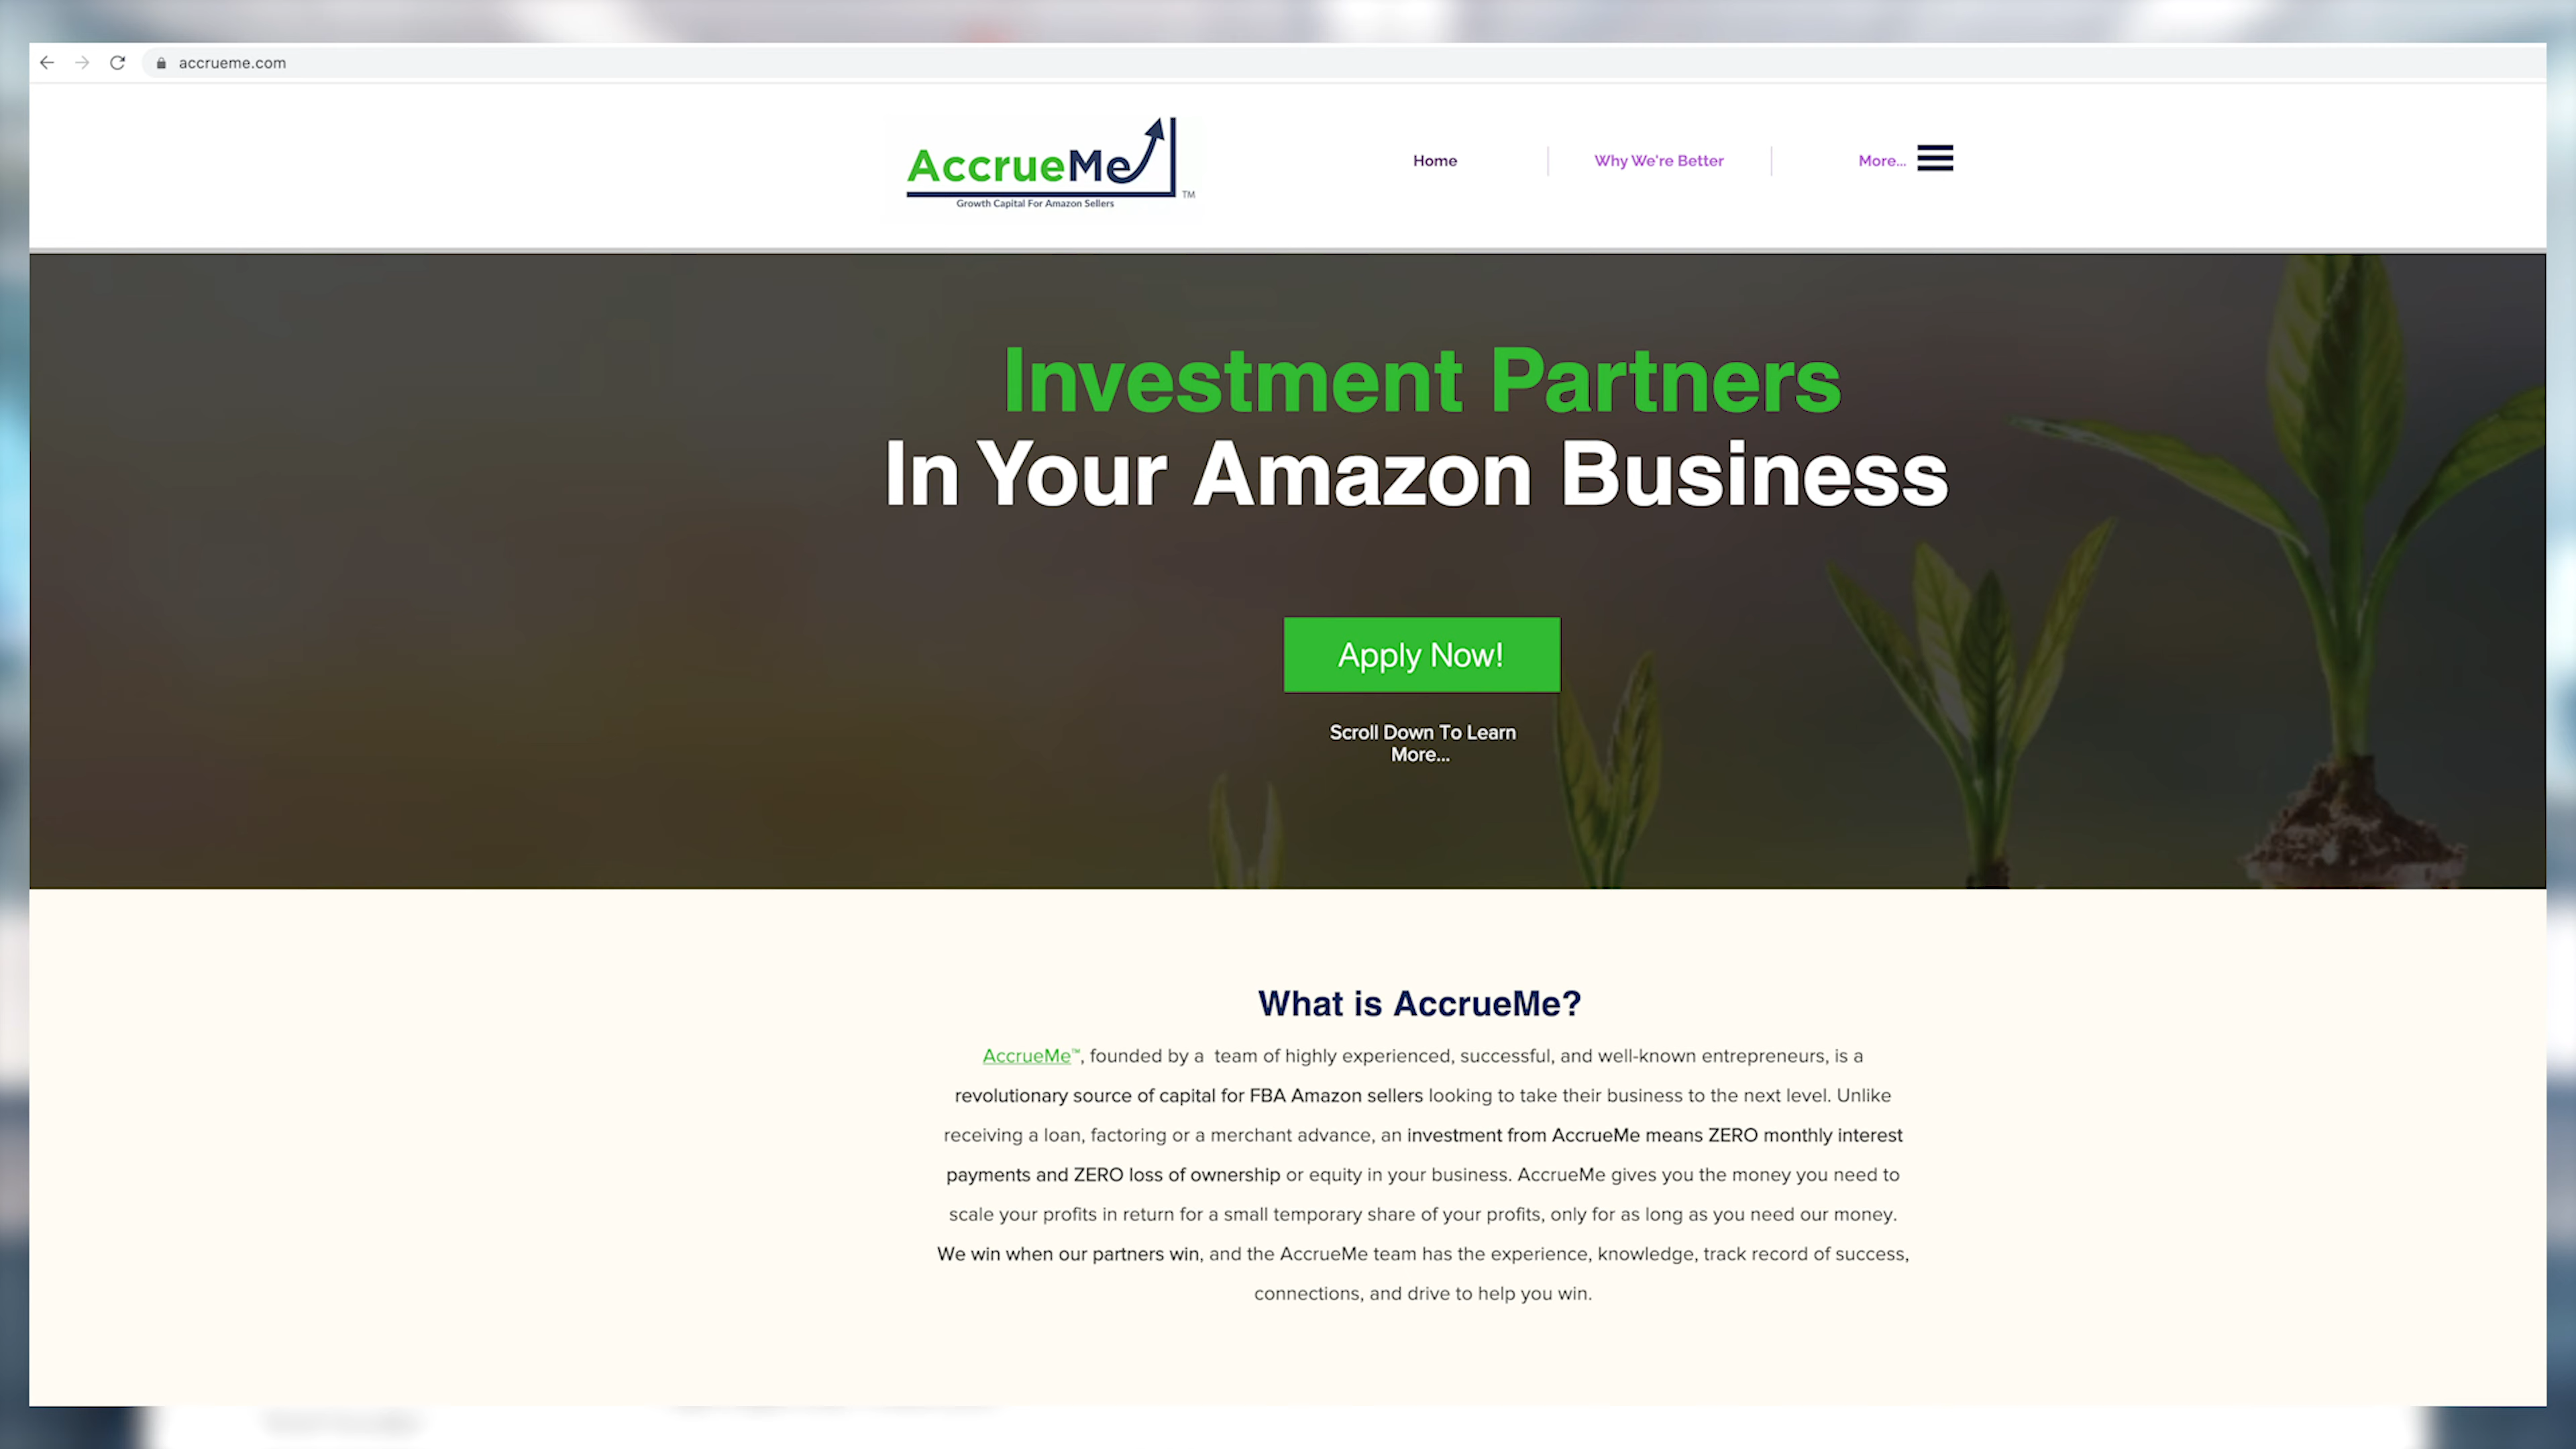 accrueme.com
AccrueMe
TM
Growth Capital For Amazon Sellers
Home
Why We're Better
More...
Investment Partners
In Your Amazon Business
Apply Now!
Scroll Down To Learn
More...
What is AccrueMe?
AccrueMe™, founded by a team of highly experienced, successful, and well-known entrepreneurs, is a
revolutionary source of capital for FBA Amazon sellers looking to take their business to the next level. Unlike
receiving a loan, factoring or a merchant advance, an investment from AccrueMe means ZERO monthly interest
payments and ZERO loss of ownership or equity in your business. AccrueMe gives you the money you need to
scale your profits in return for a small temporary share of your profits, only for as long as you need our money.
We win when our partners win, and the AccrueMe team has the experience, knowledge, track record of success,
connections, and drive to help you win.